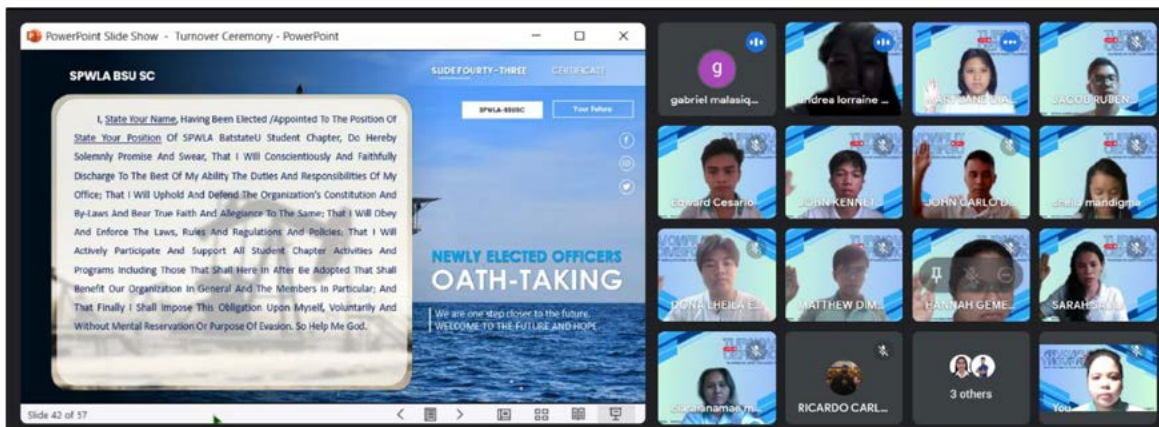 PowerPoint Slide Show - Turnover Ceremony - PowerPoint
SPWLA BSU SC
SLIDE FOURTY-THREE
CERTIFICATE
SPWLA-BSUSC
Your Future
I, State Your Name, Having Been Elected /Appointed To The Position Of
State Your Position Of SPWLA BatstateU Student Chapter, Do Hereby
Solemnly Promise And Swear, That I Will Conscientiously And Faithfully
Discharge To The Best Of My Ability The Duties And Responsibilities Of My
Office; That I Will Uphold And Defend The Organization's Constitution And
By-Laws And Bear True Faith And Allegiance To The Same; That I Will Obey
And Enforce The Laws, Rules And Regulations And Policies; That I Will
Actively Participate And Support All Student Chapter Activities And
Programs Including Those That Shall Here In After Be Adopted That Shall
Benefit Our Organization In General And The Members In Particular; And
That Finally I Shall Impose This Obligation Upon Myself, Voluntarily And
Without Mental Reservation Or Purpose Of Evasion. So Help Me God.
NEWLY ELECTED OFFICERS
OATH-TAKING
We are one step closer to the future.
WELCOME TO THE FUTURE AND HOPE
Slide 42 of 57
g
gabriel malasiq...
andrea lorraine ...
JACOB RUBEN...
Edward Cesario
JOHN KENNET...
JOHN CARLO D...
sheila mandigma
DONA LHEILA E...
MATTHEW DIM...
HANNAH GEME...
RICARDO CARL...
3 others
You